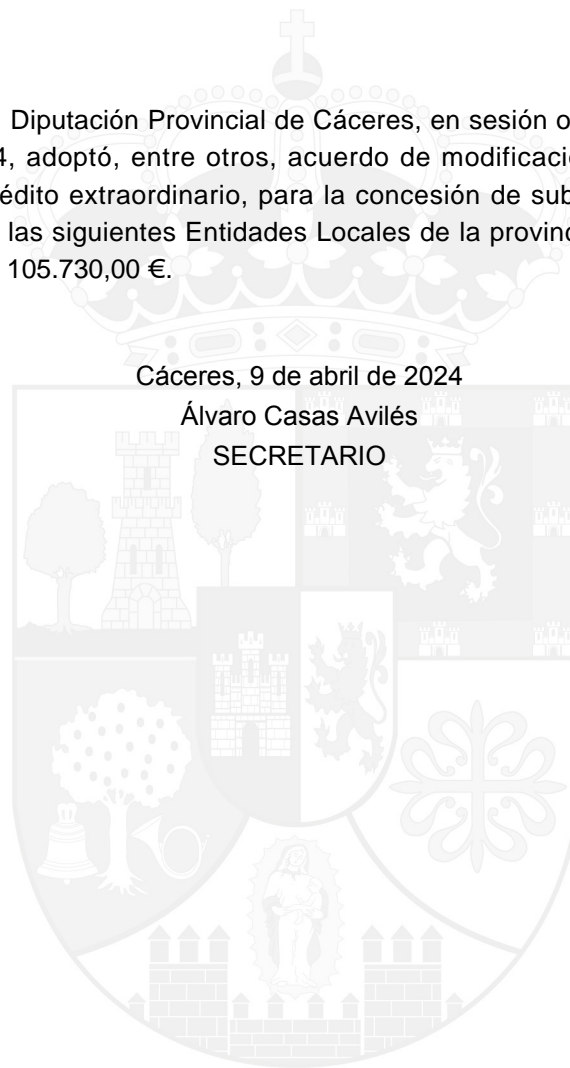 Diputación Provincial de Cáceres, en sesión o
4, adoptó, entre otros, acuerdo de modificaci
édito extraordinario, para la concesión de sub
las siguientes Entidades Locales de la provinc
105.730,00 €.
Cáceres, 9 de abril de 2024
Álvaro Casas Avilés
SECRETARIO